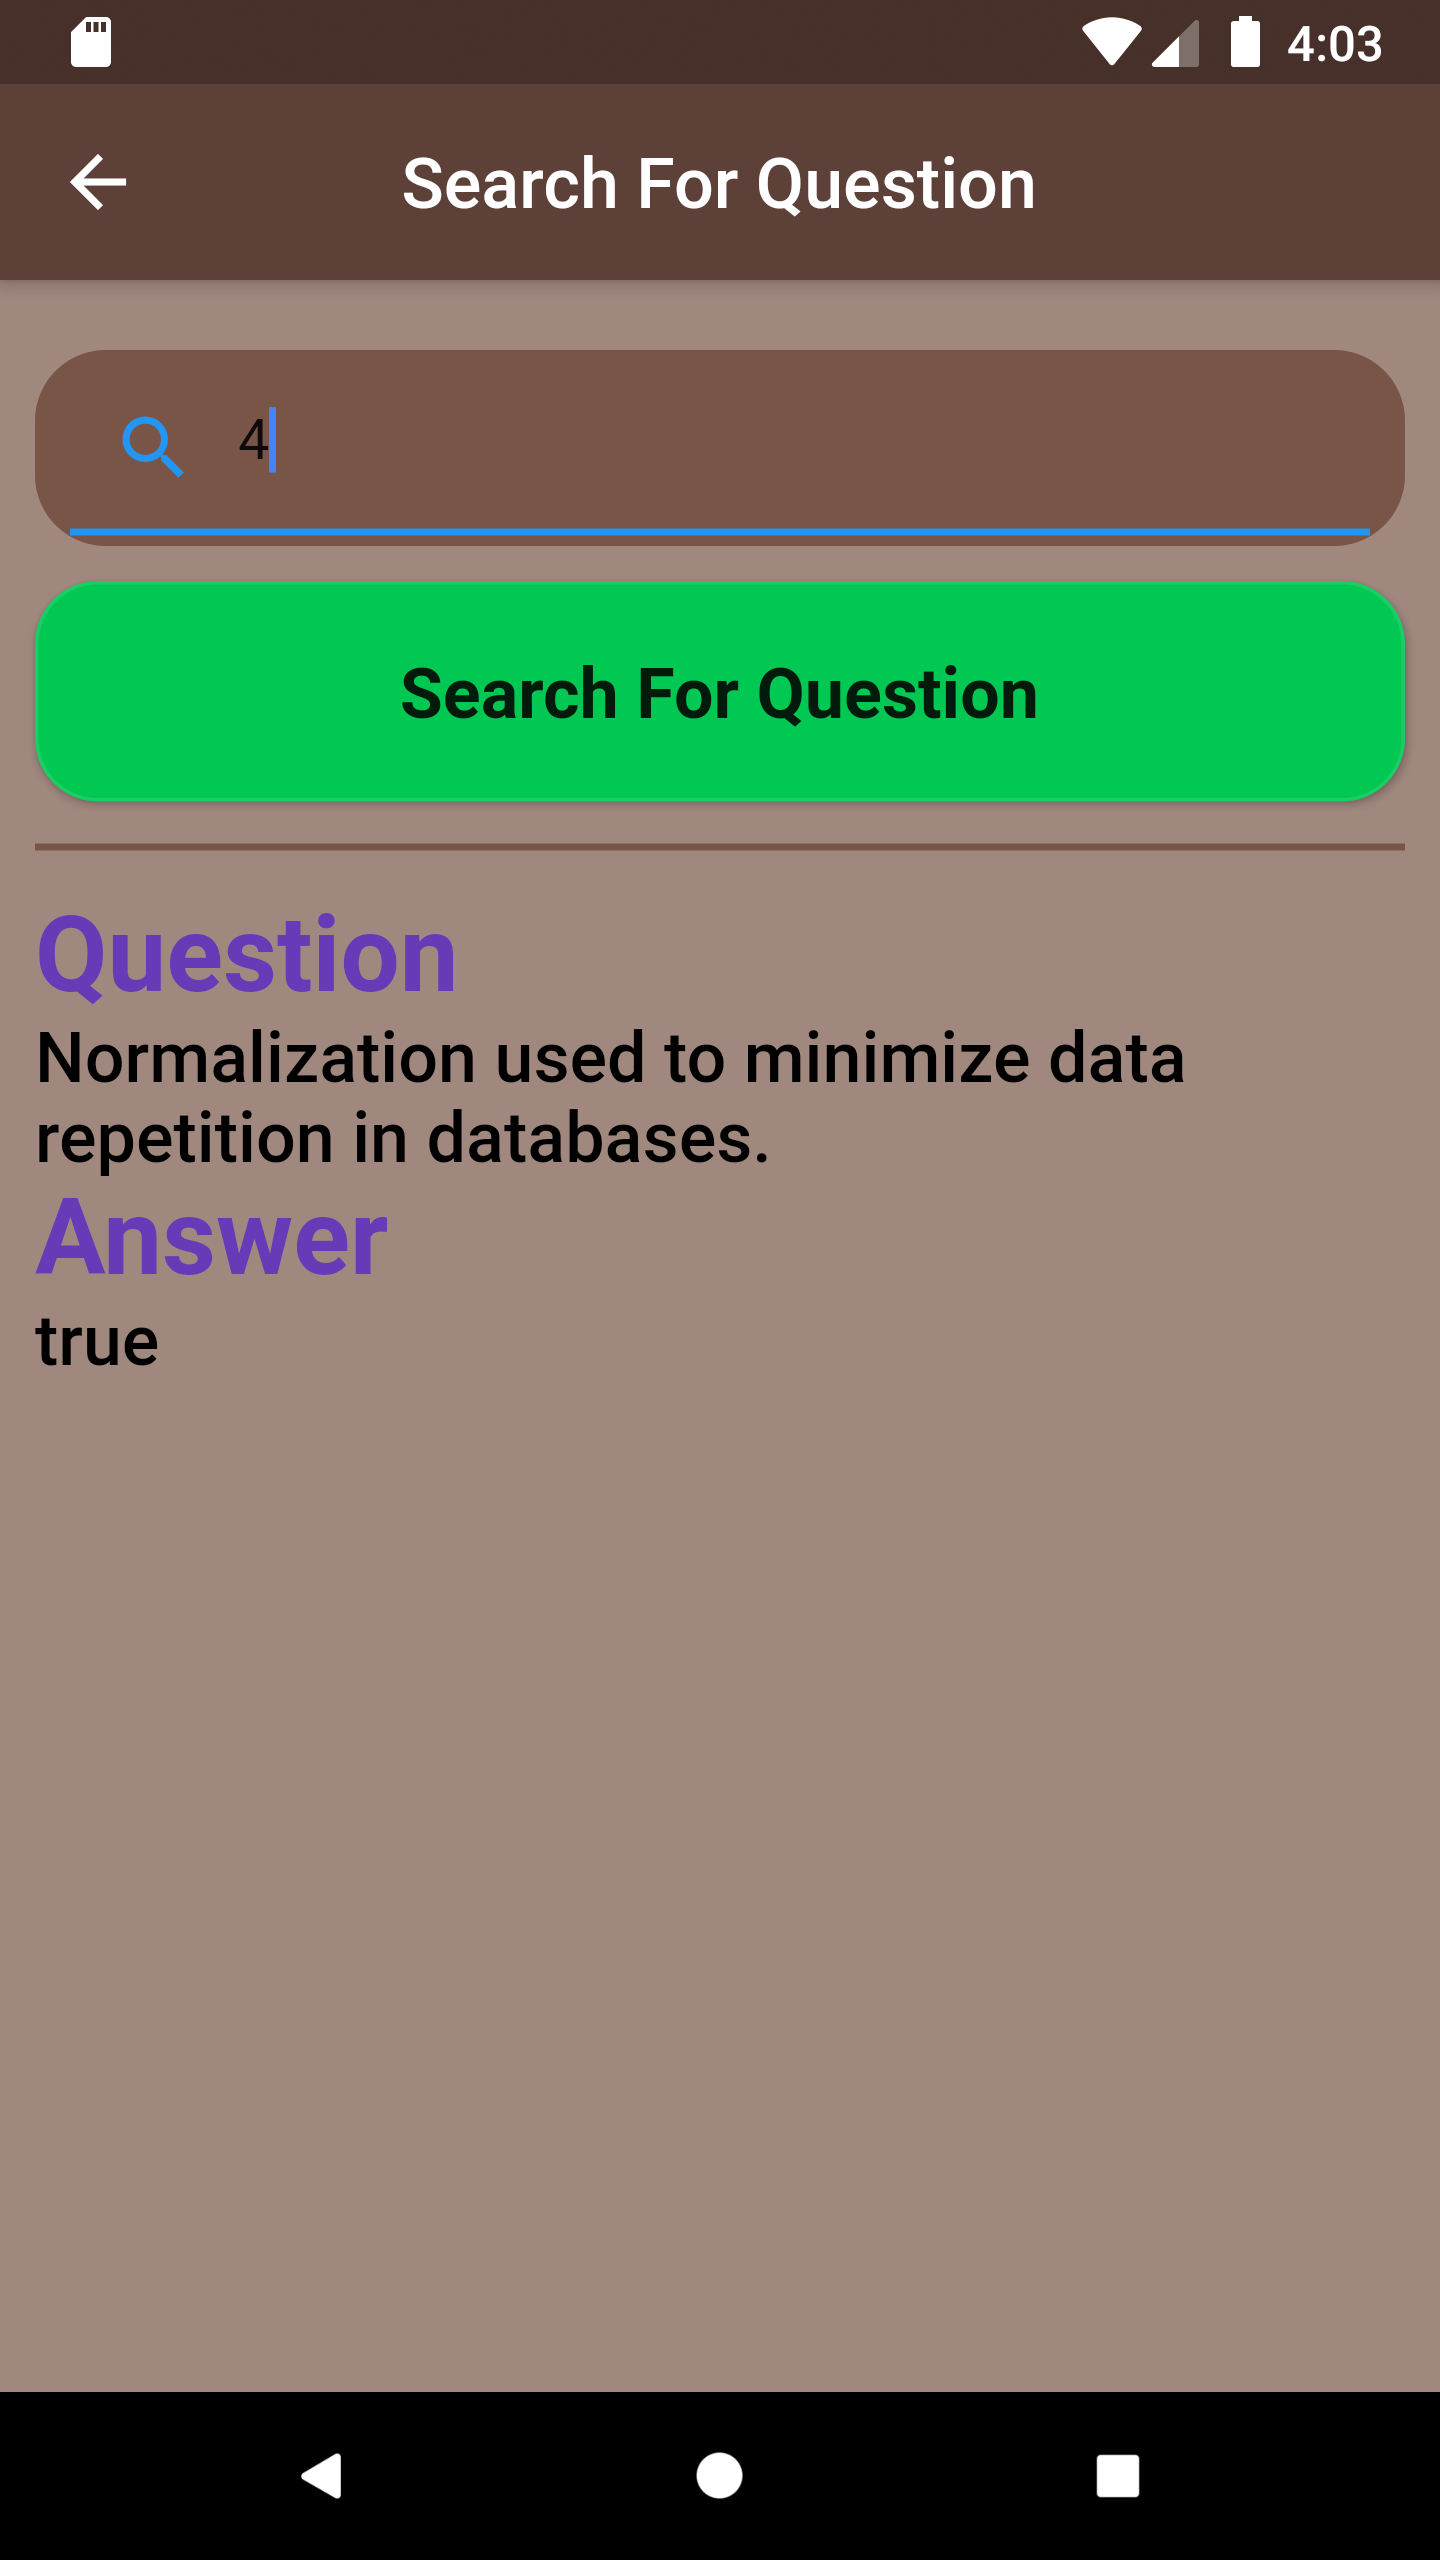 4:03
Search For Question
4
Search For Question
Question
Normalization used to minimize data
repetition in databases.
Answer
true